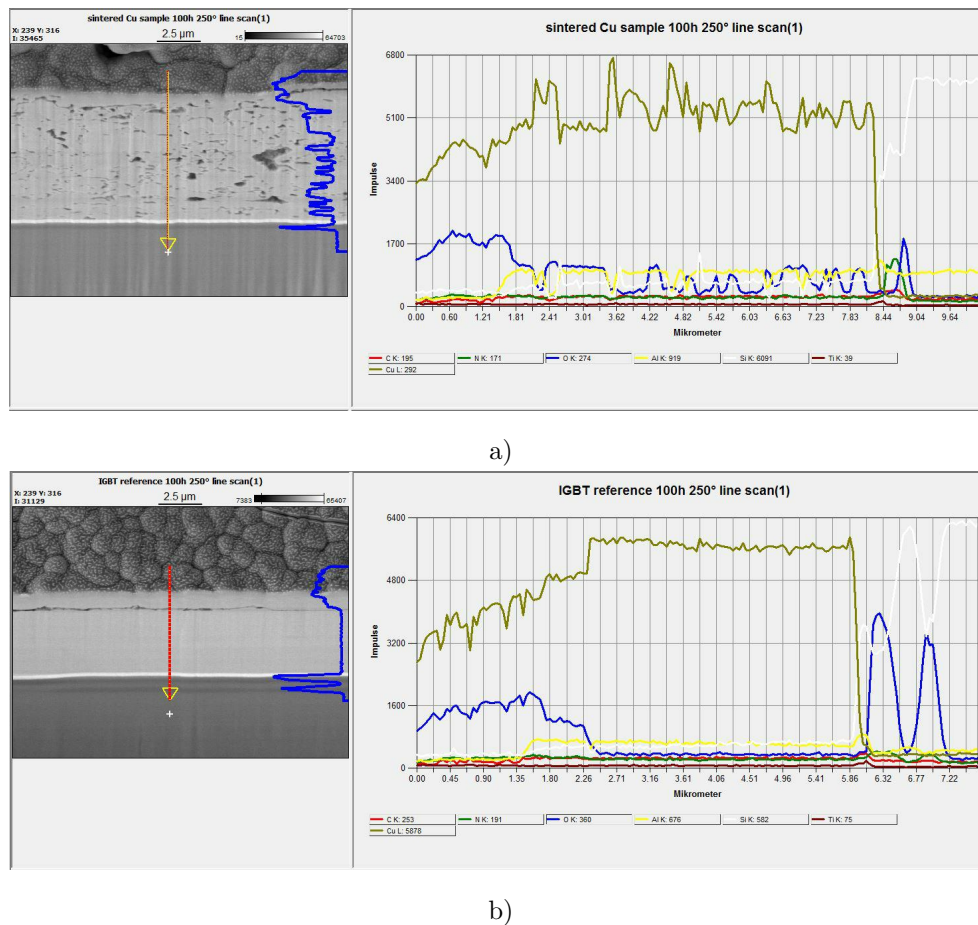 sintered Cu sample 100h 250° line scan(1)
X: 239 Y: 316
I: 35465
2.5 µm
15 64703
sintered Cu sample 100h 250° line scan(1)
Impulse
6800
5100
3400
1700
0
0.00 0.60 1.21 1.81 2.41 3.01 3.62 4.22 4.82 5.42 6.03 6.63 7.23 7.83 8.44 9.04 9.64
Mikrometer
C K: 195 N K: 171 O K: 274 Al K: 919 Si K: 6091 Ti K: 39
Cu L: 292
a)
IGBT reference 100h 250° line scan(1)
X: 239 Y: 316
I: 31129
2.5 µm
7383 65407
IGBT reference 100h 250° line scan(1)
Impulse
6400
4800
3200
1600
0
0.00 0.45 0.90 1.35 1.80 2.26 2.71 3.16 3.61 4.06 4.51 4.96 5.41 5.86 6.32 6.77 7.22
Mikrometer
C K: 253 N K: 191 O K: 360 Al K: 676 Si K: 582 Ti K: 75
Cu L: 5878
b)